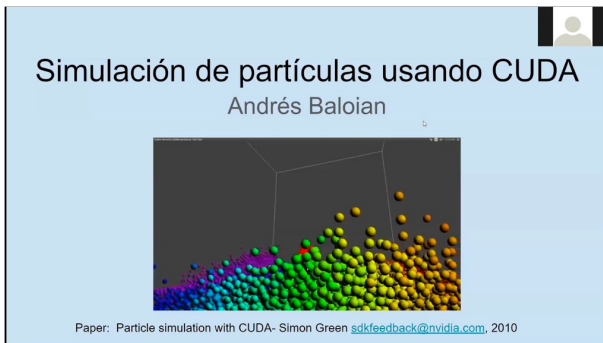 Simulación de partículas usando CUDA
Andrés Baloian
Paper: Particle simulation with CUDA- Simon Green sdkfeedback@nvidia.com, 2010